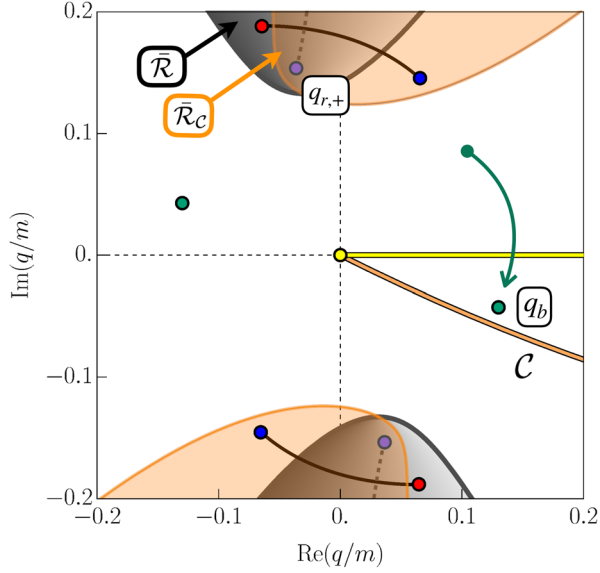 0.2
0.1
0.
−0.1
−0.2
Im(q/m)
R̄
R̄_C
q_{r,+}
q_b
C
−0.2 −0.1 0. 0.1 0.2
Re(q/m)